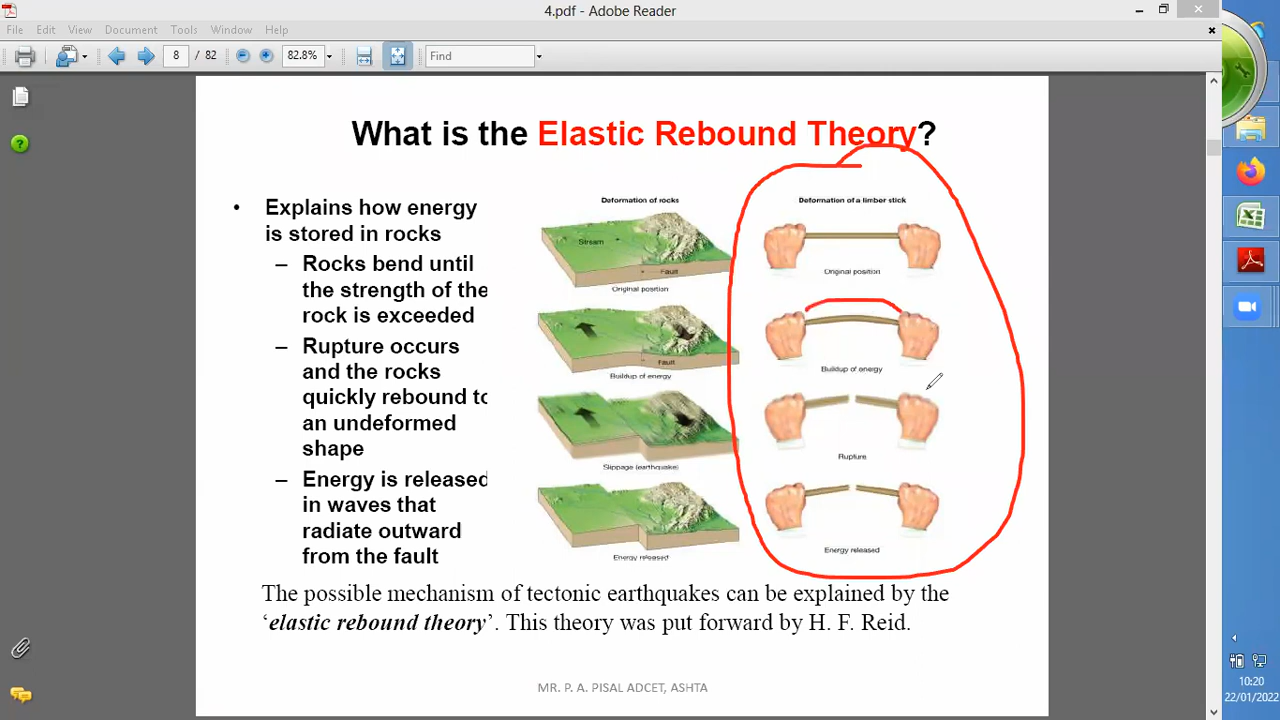 4.pdf - Adobe Reader
File Edit View Document Tools Window Help
8 / 82 82.8% Find
What is the Elastic Rebound Theory?
• Explains how energy
is stored in rocks
– Rocks bend until
the strength of the
rock is exceeded
– Rupture occurs
and the rocks
quickly rebound to
an undeformed
shape
– Energy is released
in waves that
radiate outward
from the fault
Deformation of rocks
Stream
Fault
Original position
Fault
Buildup of energy
Slippage (earthquake)
Energy released
Deformation of a limber stick
Original position
Buildup of energy
Rupture
Energy released
The possible mechanism of tectonic earthquakes can be explained by the
‘elastic rebound theory’. This theory was put forward by H. F. Reid.
MR. P. A. PISAL ADCET, ASHTA
10:20
22/01/2022